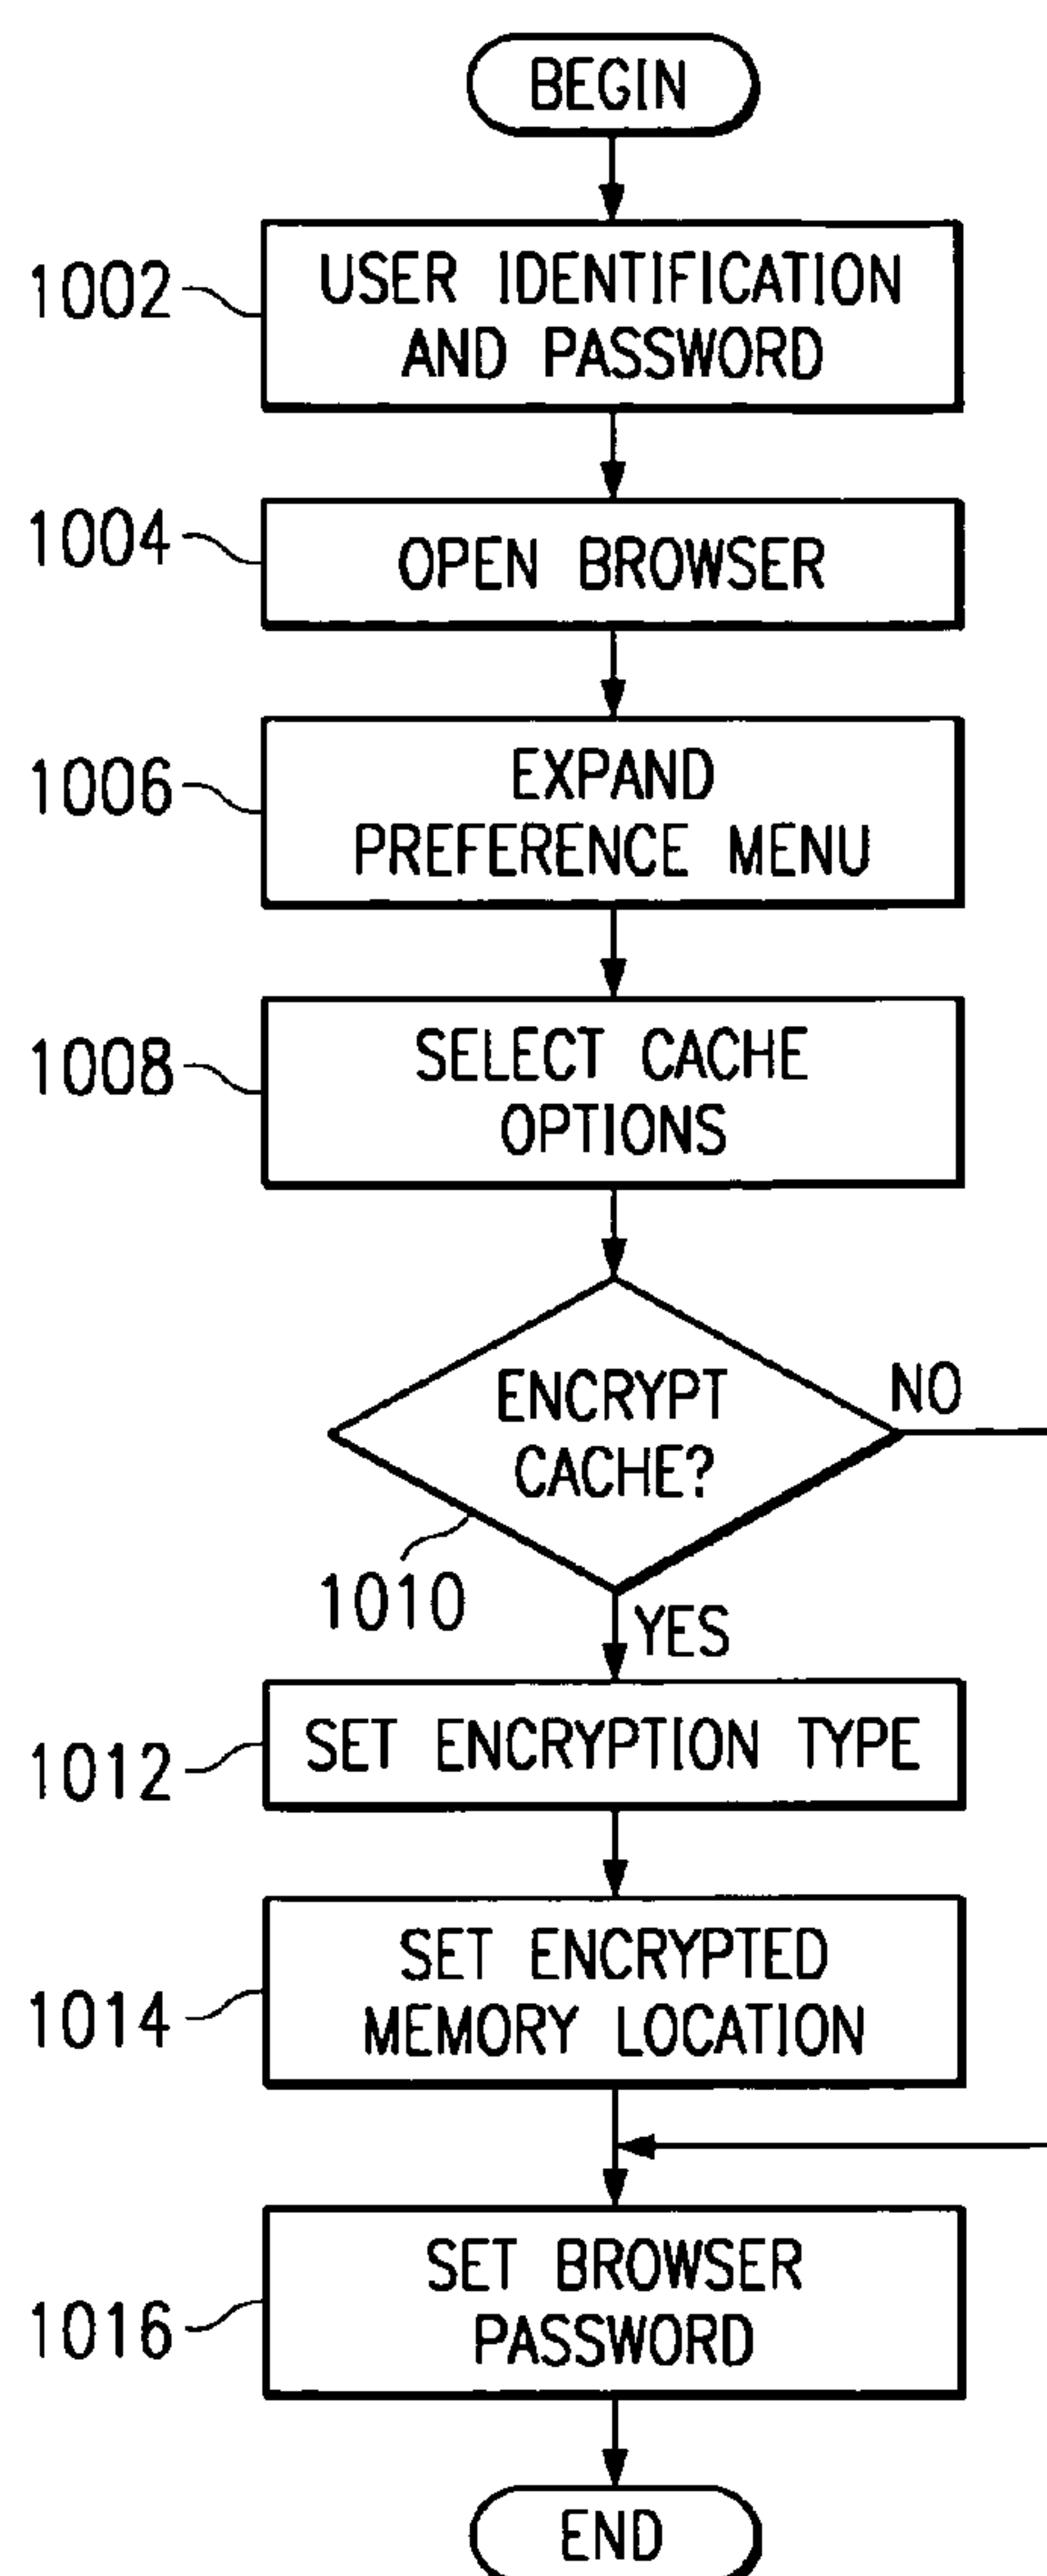 BEGIN
1002
USER IDENTIFICATION
AND PASSWORD
1004
OPEN BROWSER
1006
EXPAND
PREFERENCE MENU
1008
SELECT CACHE
OPTIONS
ENCRYPT
CACHE?
NO
1010
YES
1012
SET ENCRYPTION TYPE
1014
SET ENCRYPTED
MEMORY LOCATION
1016
SET BROWSER
PASSWORD
END